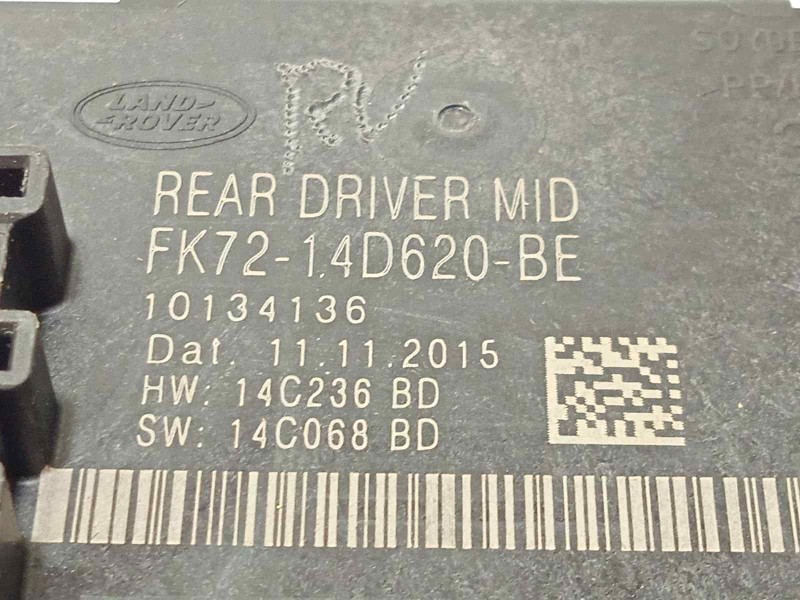 LAND-
-ROVER
RV
REAR DRIVER MID
FK72-14D620-BE
10134136
Dat. 11.11.2015
HW: 14C236 BD
SW: 14C068 BD